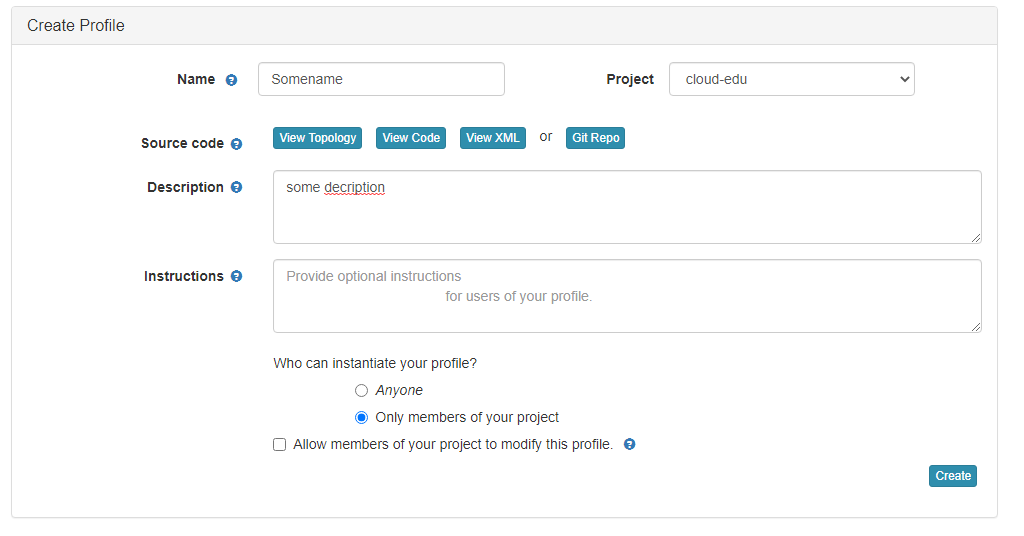 Create Profile
Name Somename Project cloud-edu
Source code View Topology View Code View XML or Git Repo
Description some decription
Instructions Provide optional instructions
for users of your profile.
Who can instantiate your profile?
Anyone
Only members of your project
Allow members of your project to modify this profile.
Create